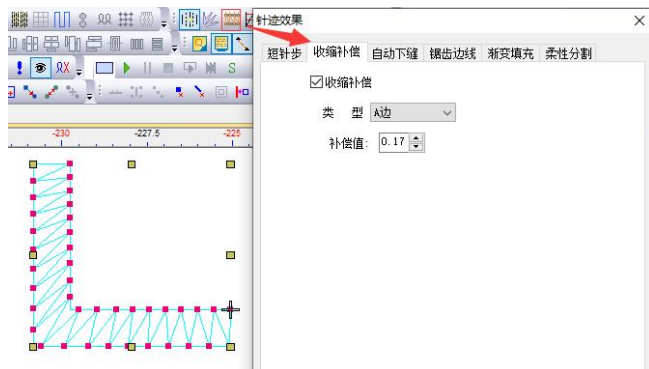 针迹效果
短针步 收缩补偿 自动下缝 锯齿边线 渐变填充 柔性分割
收缩补偿
类 型 A边
补偿值: 0.17
S
-230 -227.5 -225